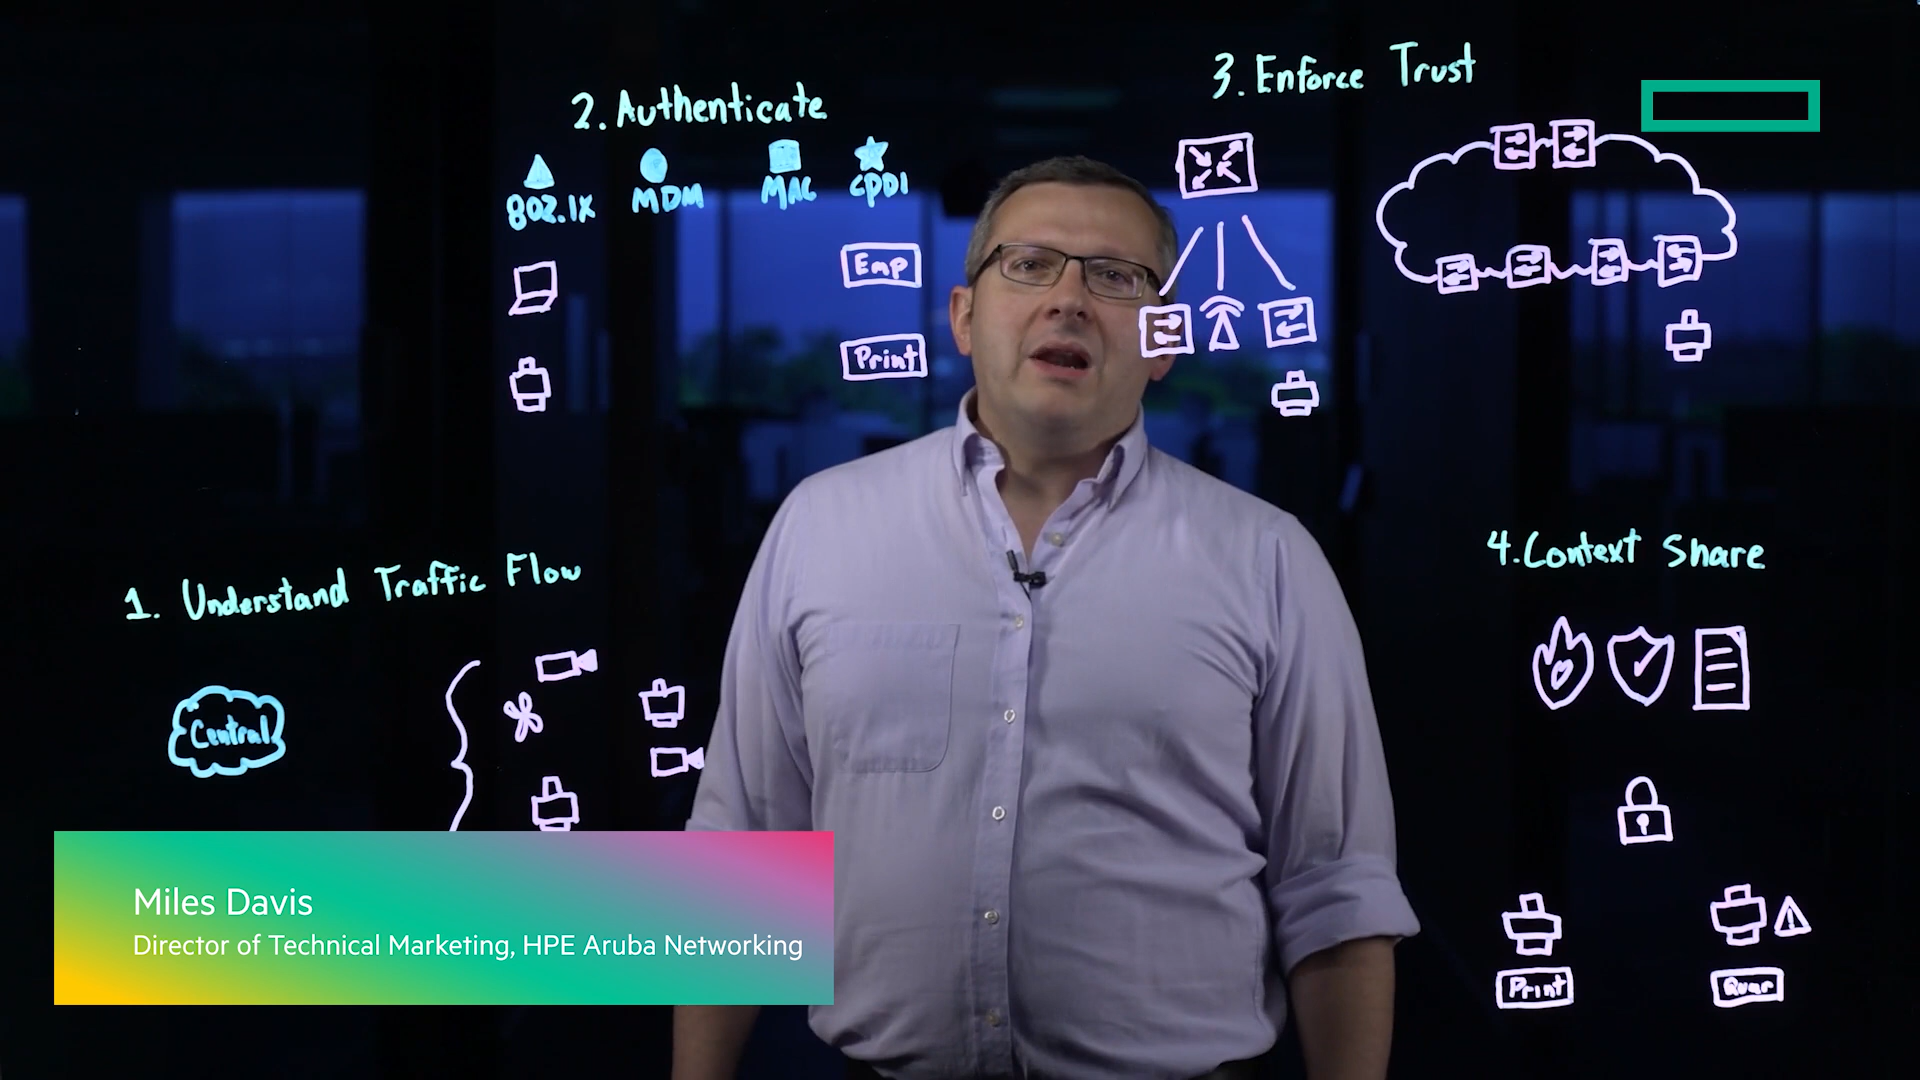 2. Authenticate
802.1X
MDM
MAC
CPDI
Emp
Print
3. Enforce Trust
1. Understand Traffic Flow
Central
4. Context Share
Print
Quar
Miles Davis
Director of Technical Marketing, HPE Aruba Networking